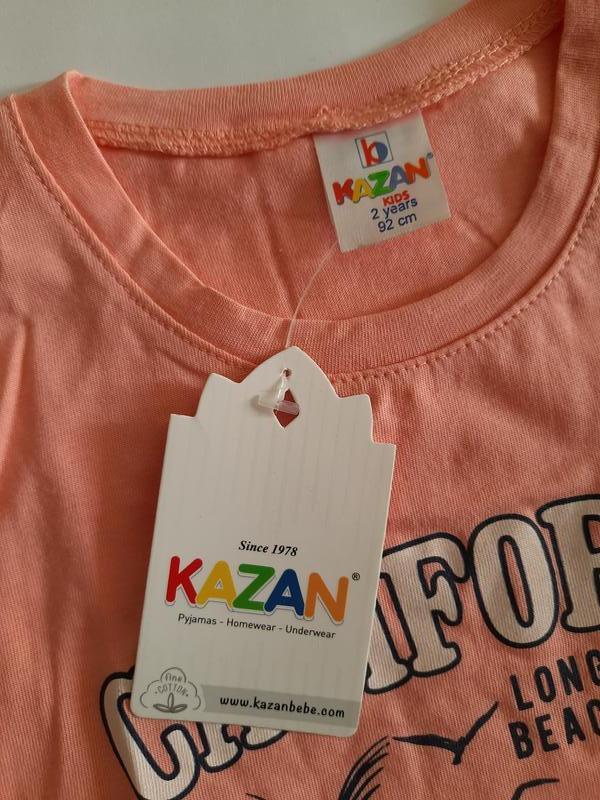 KAZAN®
KIDS
2 years
92 cm
Since 1978
KAZAN®
Pyjamas - Homewear - Underwear
fine
COTTON
www.kazanbebe.com
LONG
BEAC